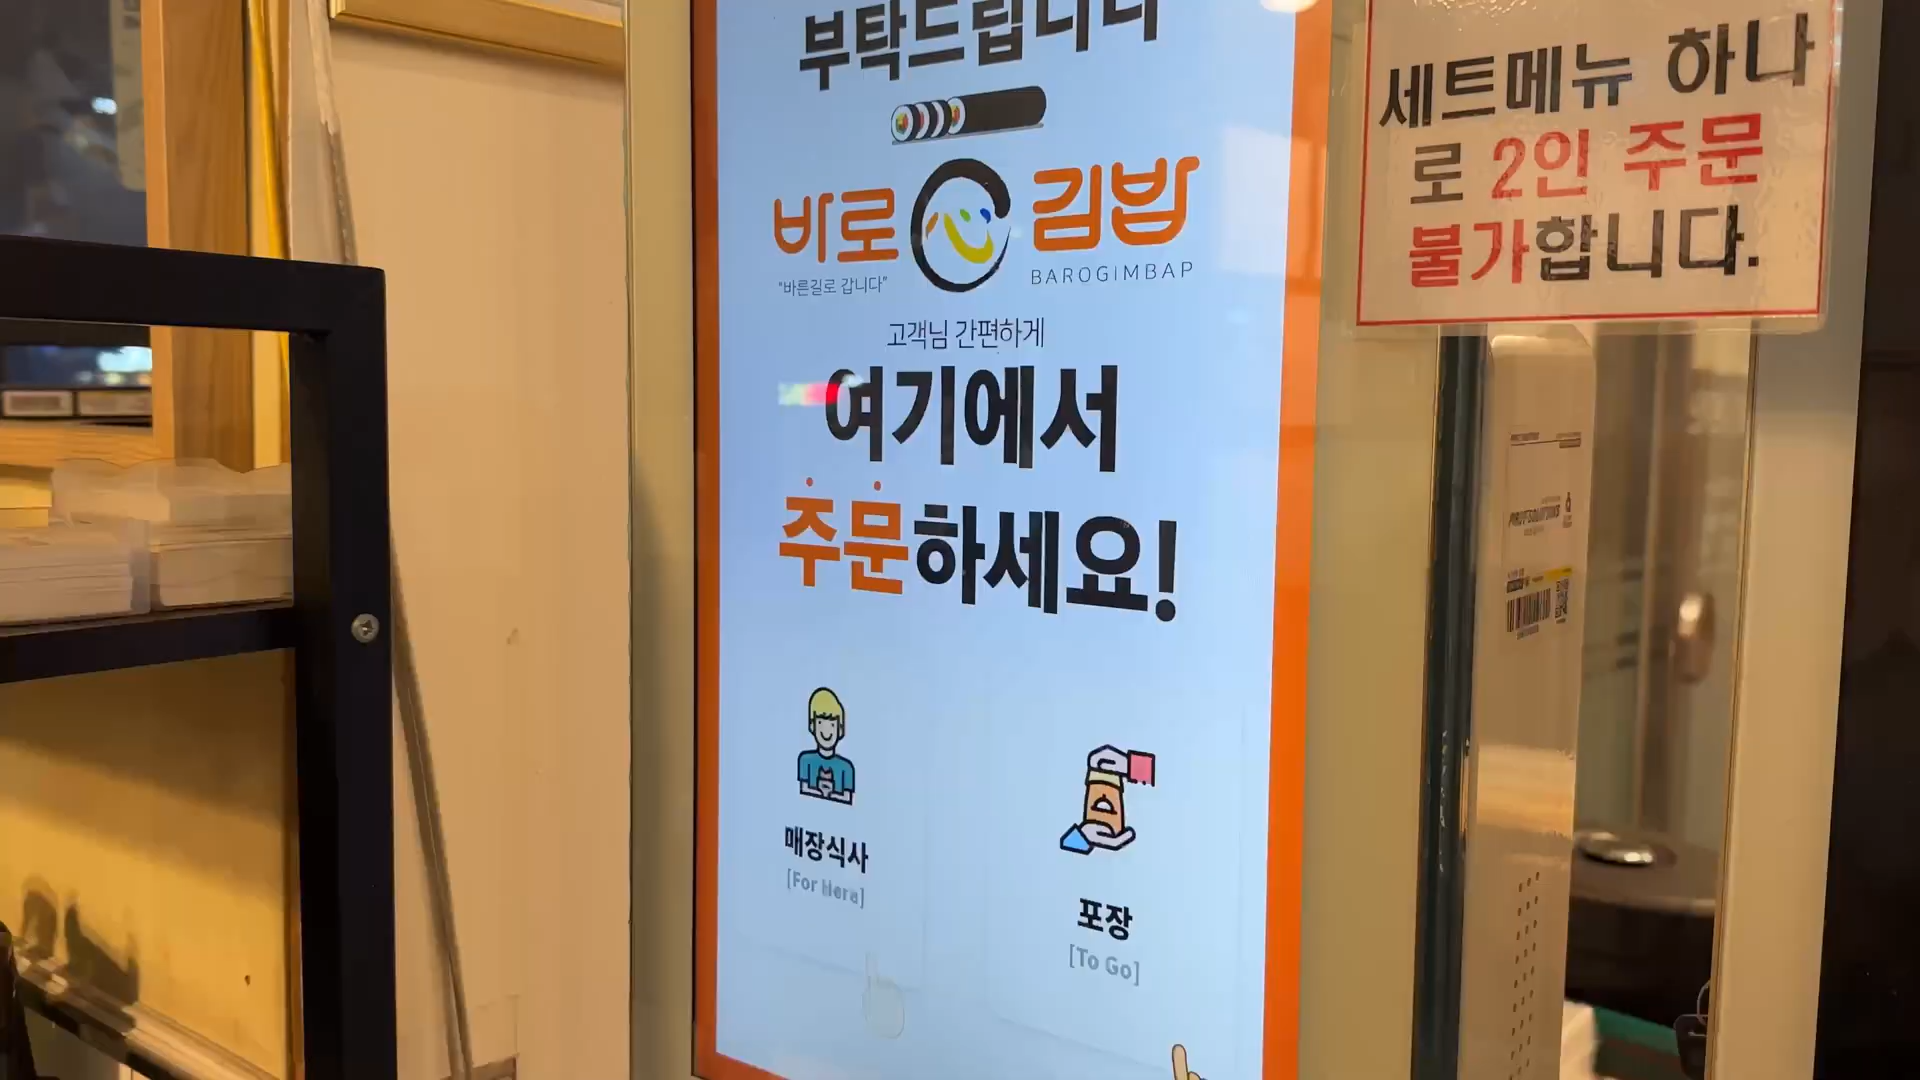 부탁드립니다
바로 心 김밥
"바른길로 갑니다"
BAROGIMBAP
고객님 간편하게
여기에서
주문하세요!
매장식사
[For Here]
포장
[To Go]
세트메뉴 하나
로 2인 주문
불가합니다.